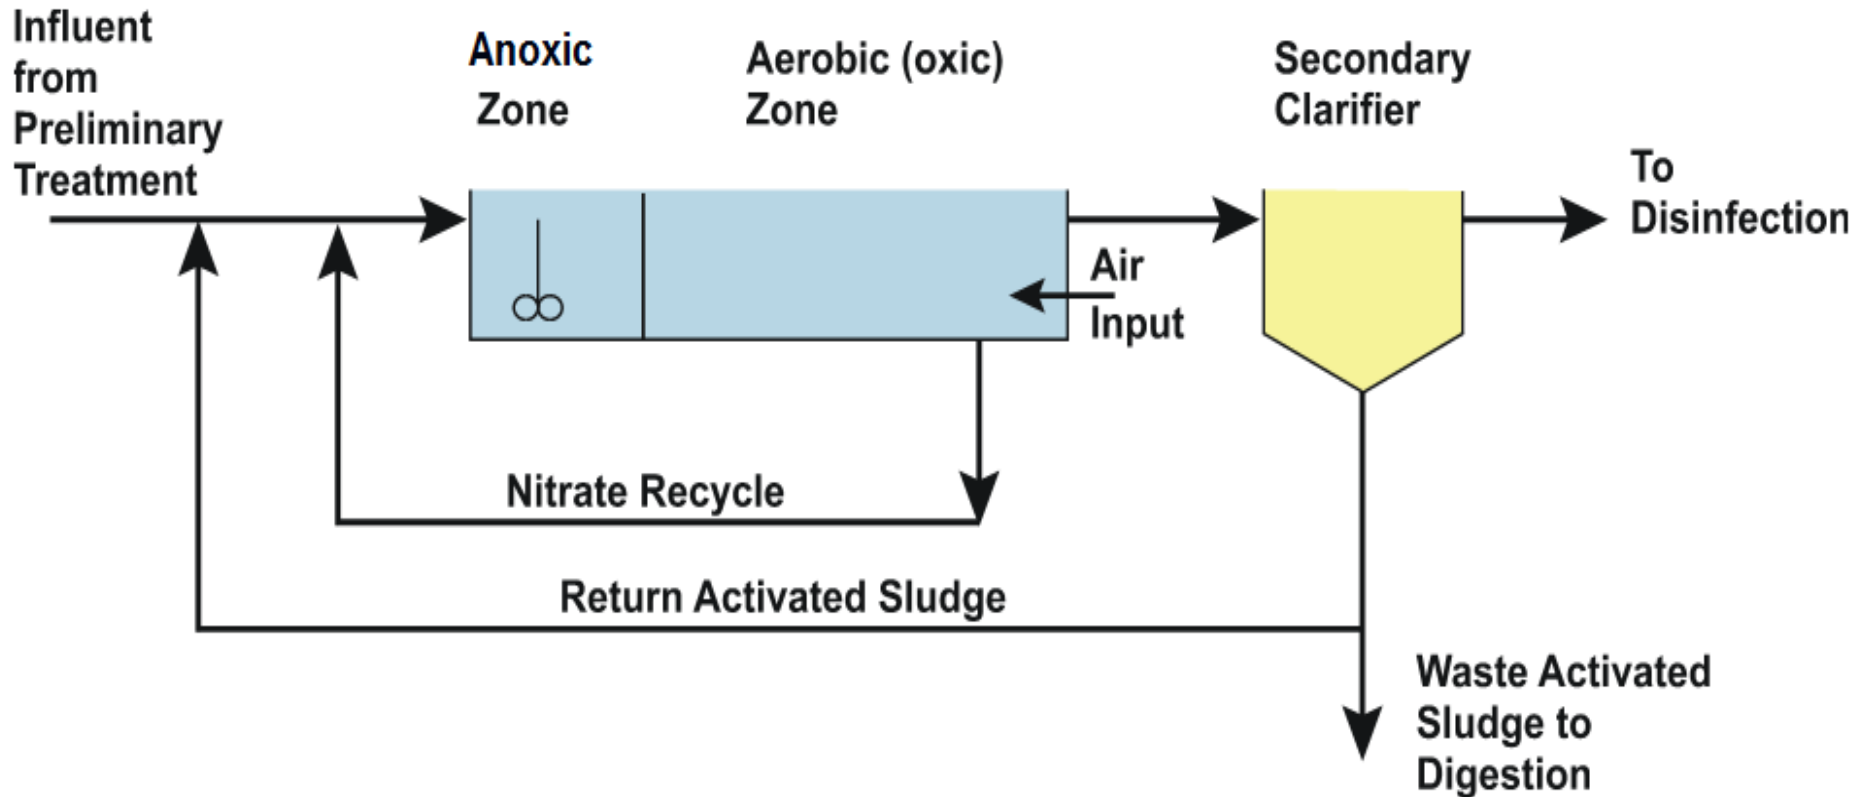 Influent
from
Preliminary
Treatment
Anoxic
Zone
Aerobic (oxic)
Zone
Secondary
Clarifier
To
Disinfection
Air
Input
Nitrate Recycle
Return Activated Sludge
Waste Activated
Sludge to
Digestion